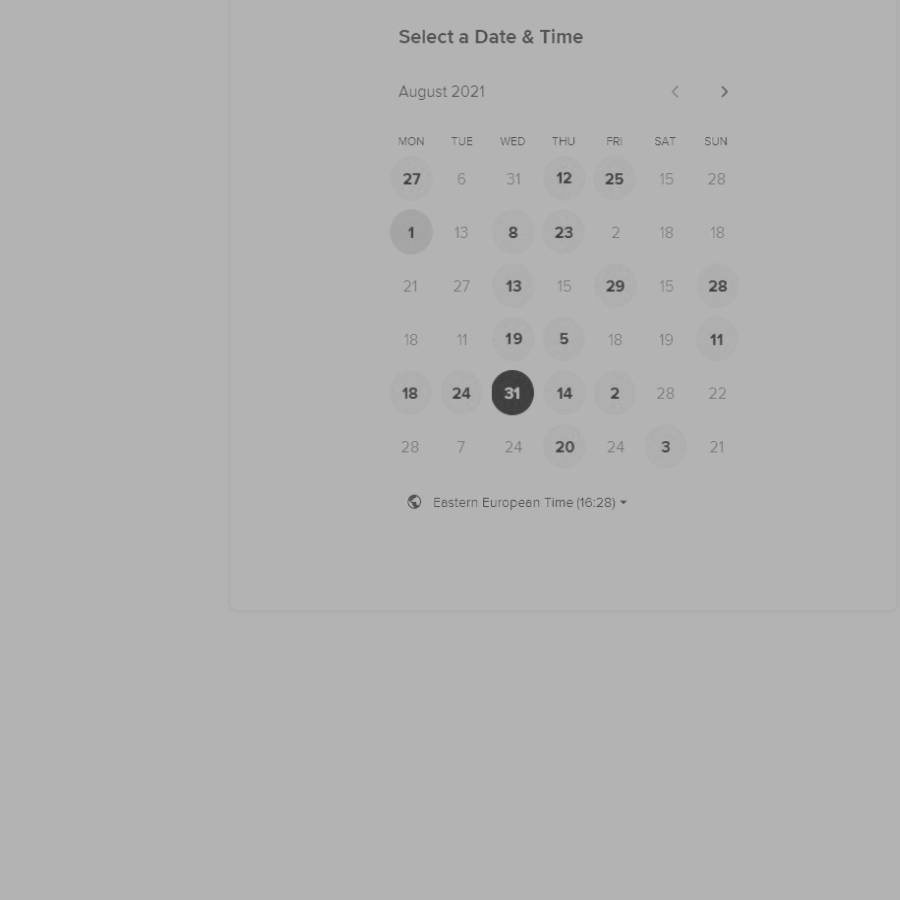 Select a Date & Time
August 2021
MON TUE WED THU FRI SAT SUN
27 6 31 12 25 15 28
1 13 8 23 2 18 18
21 27 13 15 29 15 28
18 11 19 5 18 19 11
18 24 31 14 2 28 22
28 7 24 20 24 3 21
Eastern European Time (16:28)